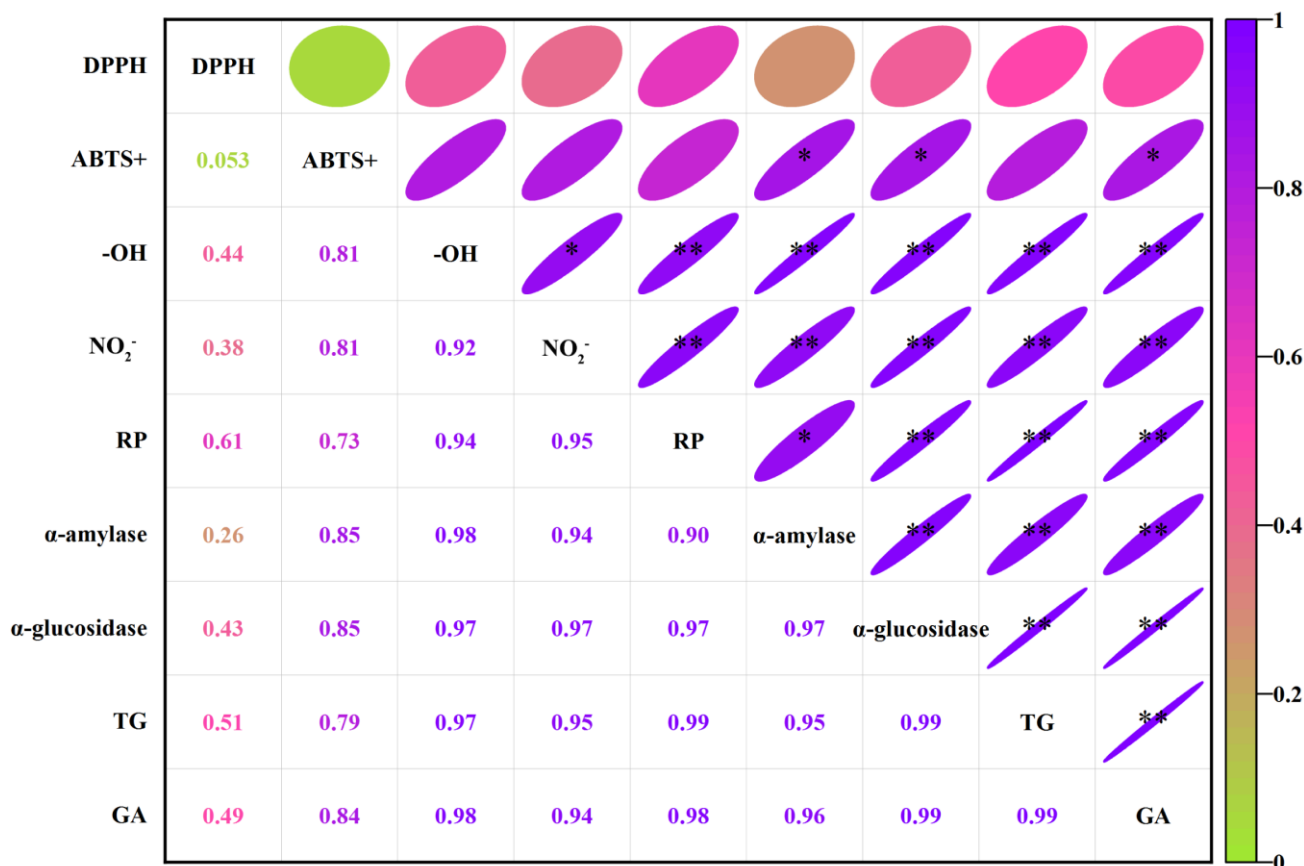 1
DPPH DPPH
ABTS+ 0.053 ABTS+ * * *
-OH 0.44 0.81 -OH * ** ** ** ** **
0.8
NO₂⁻ 0.38 0.81 0.92 NO₂⁻ ** ** ** ** **
0.6
RP 0.61 0.73 0.94 0.95 RP * ** ** **
0.4
α-amylase 0.26 0.85 0.98 0.94 0.90 α-amylase ** ** **
α-glucosidase 0.43 0.85 0.97 0.97 0.97 0.97 α-glucosidase ** **
0.2
TG 0.51 0.79 0.97 0.95 0.99 0.95 0.99 TG **
GA 0.49 0.84 0.98 0.94 0.98 0.96 0.99 0.99 GA
0